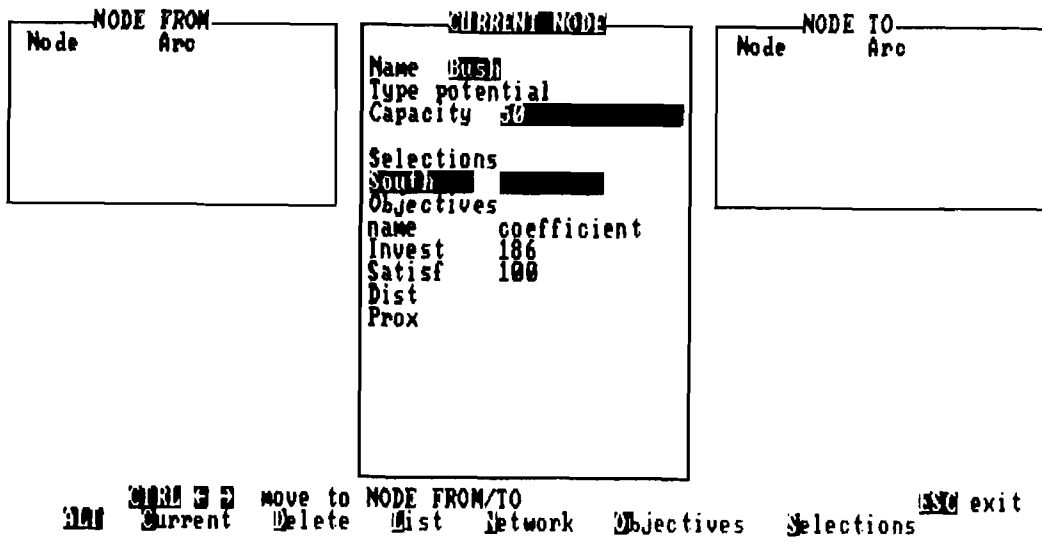 NODE FROM
Node Arc
CURRENT NODE
Name Bush
Type potential
Capacity 50
Selections
South
Objectives
name coefficient
Invest 186
Satisf 100
Dist
Prox
NODE TO
Node Arc
CTRL ← → move to NODE FROM/TO
ESC exit
ALT Current Delete List Network Objectives Selections